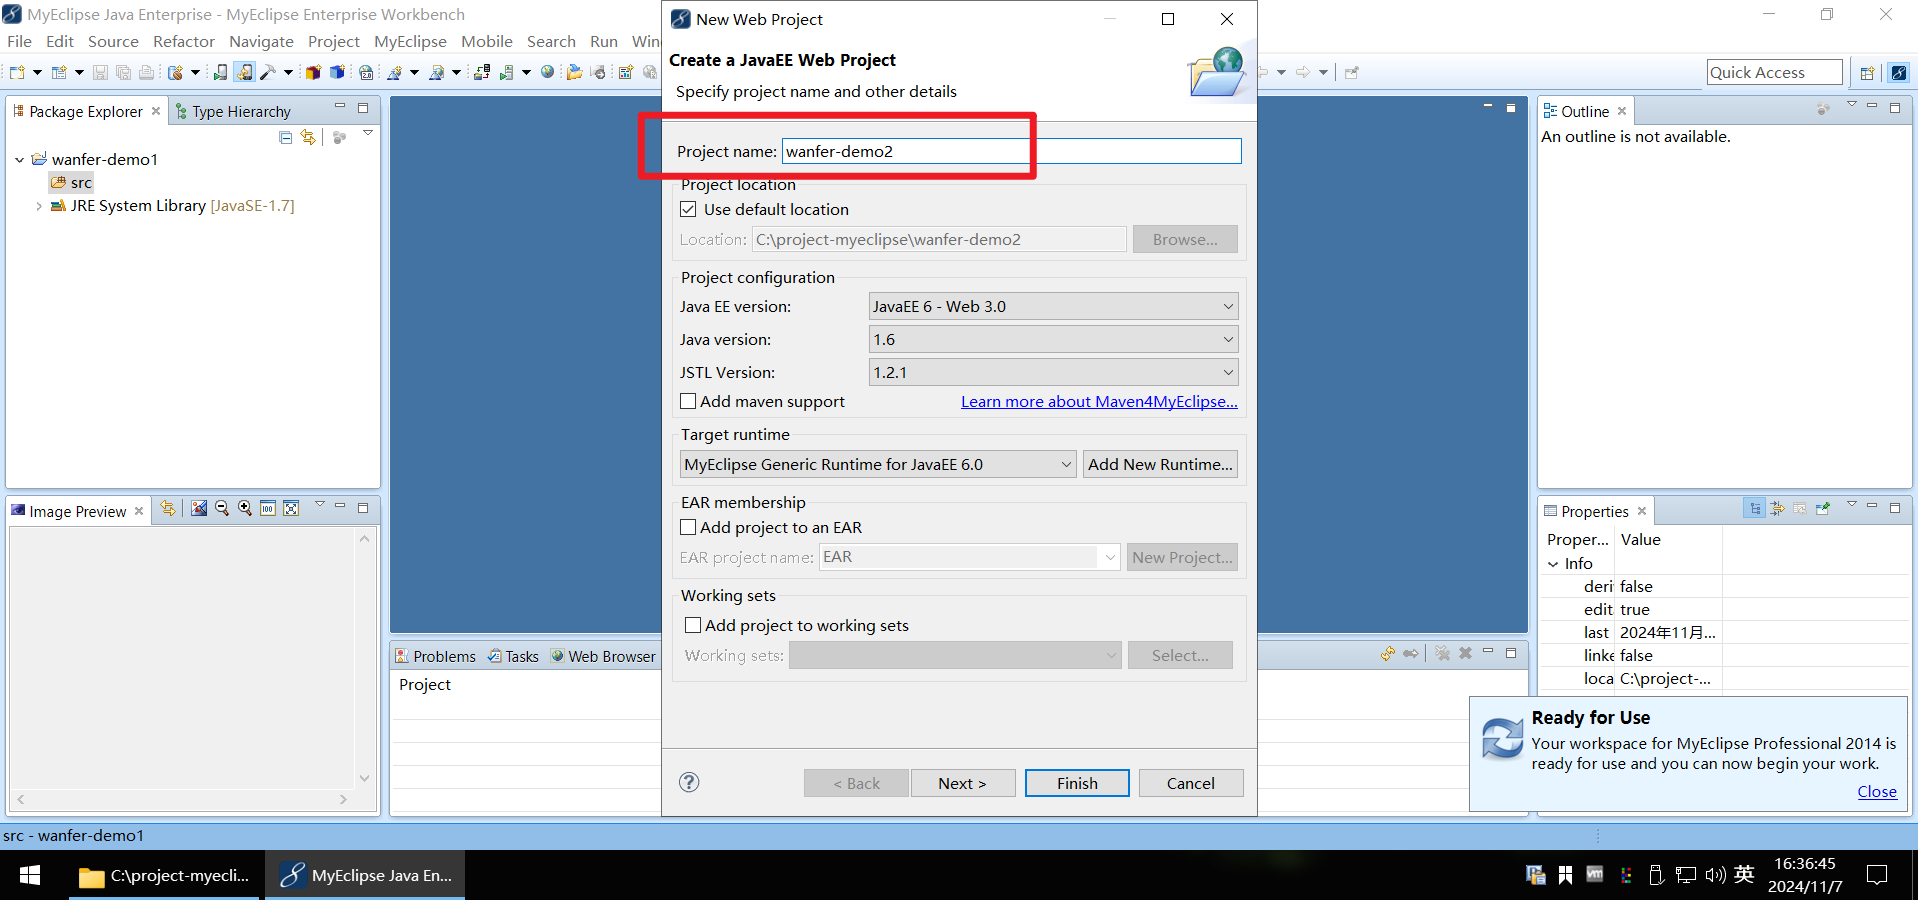 MyEclipse Java Enterprise - MyEclipse Enterprise Workbench
File Edit Source Refactor Navigate Project MyEclipse Mobile Search Run Win
Quick Access
Package Explorer
Type Hierarchy
wanfer-demo1
src
JRE System Library [JavaSE-1.7]
Image Preview
New Web Project
Create a JavaEE Web Project
Specify project name and other details
Project name: wanfer-demo2
Project location
Use default location
Location: C:\project-myeclipse\wanfer-demo2 Browse...
Project configuration
Java EE version: JavaEE 6 - Web 3.0
Java version: 1.6
JSTL Version: 1.2.1
Add maven support Learn more about Maven4MyEclipse...
Target runtime
MyEclipse Generic Runtime for JavaEE 6.0 Add New Runtime...
EAR membership
Add project to an EAR
EAR project name: EAR New Project...
Working sets
Add project to working sets
Working sets: Select...
< Back Next > Finish Cancel
Problems Tasks Web Browser
Project
Outline
An outline is not available.
Properties
Proper... Value
Info
deri false
edit true
last 2024年11月...
linke false
loca C:\project-...
Ready for Use
Your workspace for MyEclipse Professional 2014 is
ready for use and you can now begin your work.
Close
src - wanfer-demo1
C:\project-myecli...
MyEclipse Java En...
英
16:36:45
2024/11/7